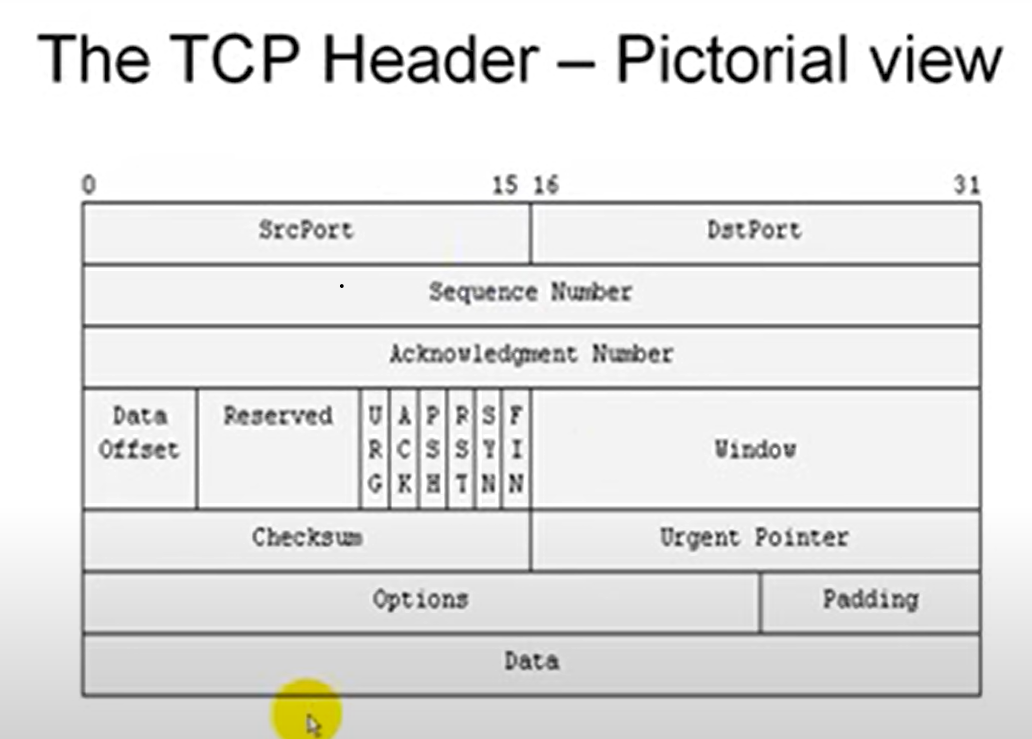 The TCP Header – Pictorial view
0 15 16 31
SrcPort DstPort
Sequence Number
Acknowledgment Number
Data Offset Reserved URG ACK PSH RST SYN FIN Window
Checksum Urgent Pointer
Options Padding
Data